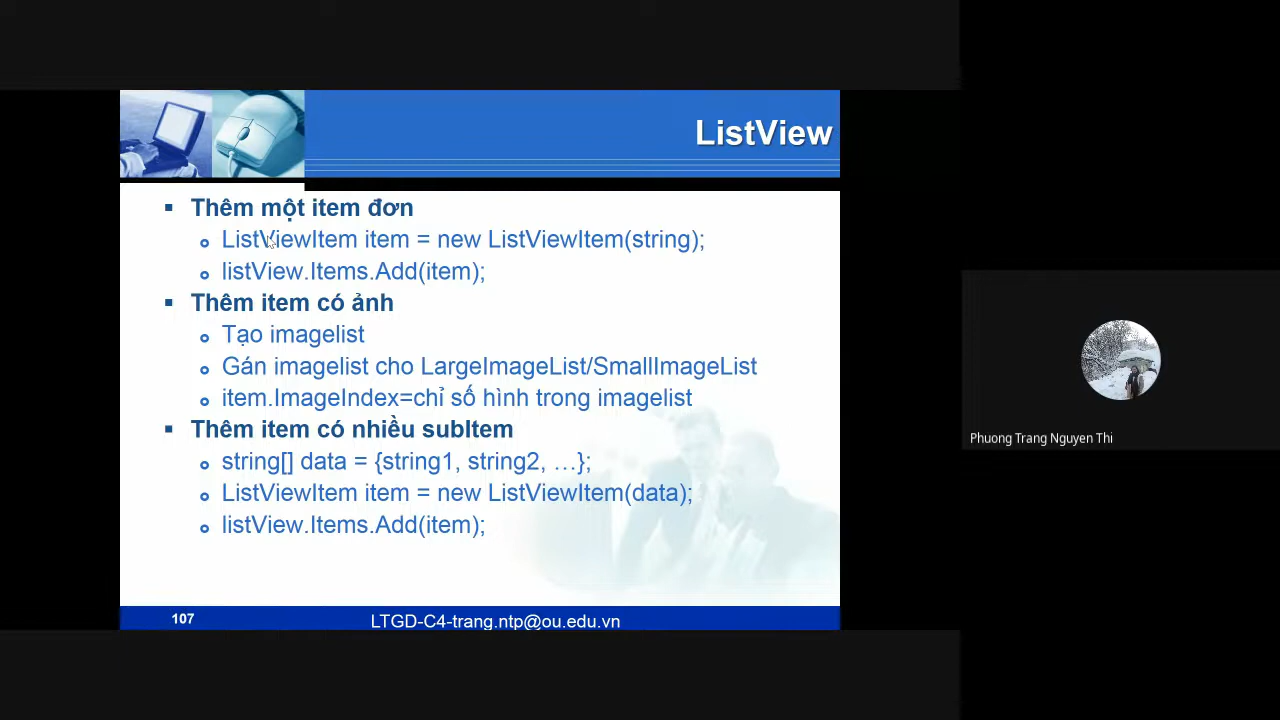 ListView
Thêm một item đơn
ListViewItem item = new ListViewItem(string);
listView.Items.Add(item);
Thêm item có ảnh
Tạo imagelist
Gán imagelist cho LargeImageList/SmallImageList
item.ImageIndex=chỉ số hình trong imagelist
Thêm item có nhiều subItem
string[] data = {string1, string2, …};
ListViewItem item = new ListViewItem(data);
listView.Items.Add(item);
107
LTGD-C4-trang.ntp@ou.edu.vn
Phuong Trang Nguyen Thi